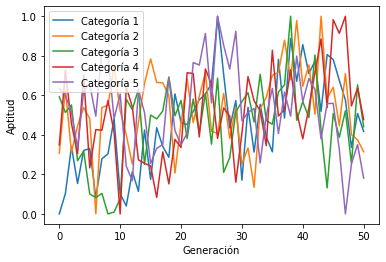 Categoría 1
Categoría 2
Categoría 3
Categoría 4
Categoría 5
Aptitud
1.0
0.8
0.6
0.4
0.2
0.0
0 10 20 30 40 50
Generación